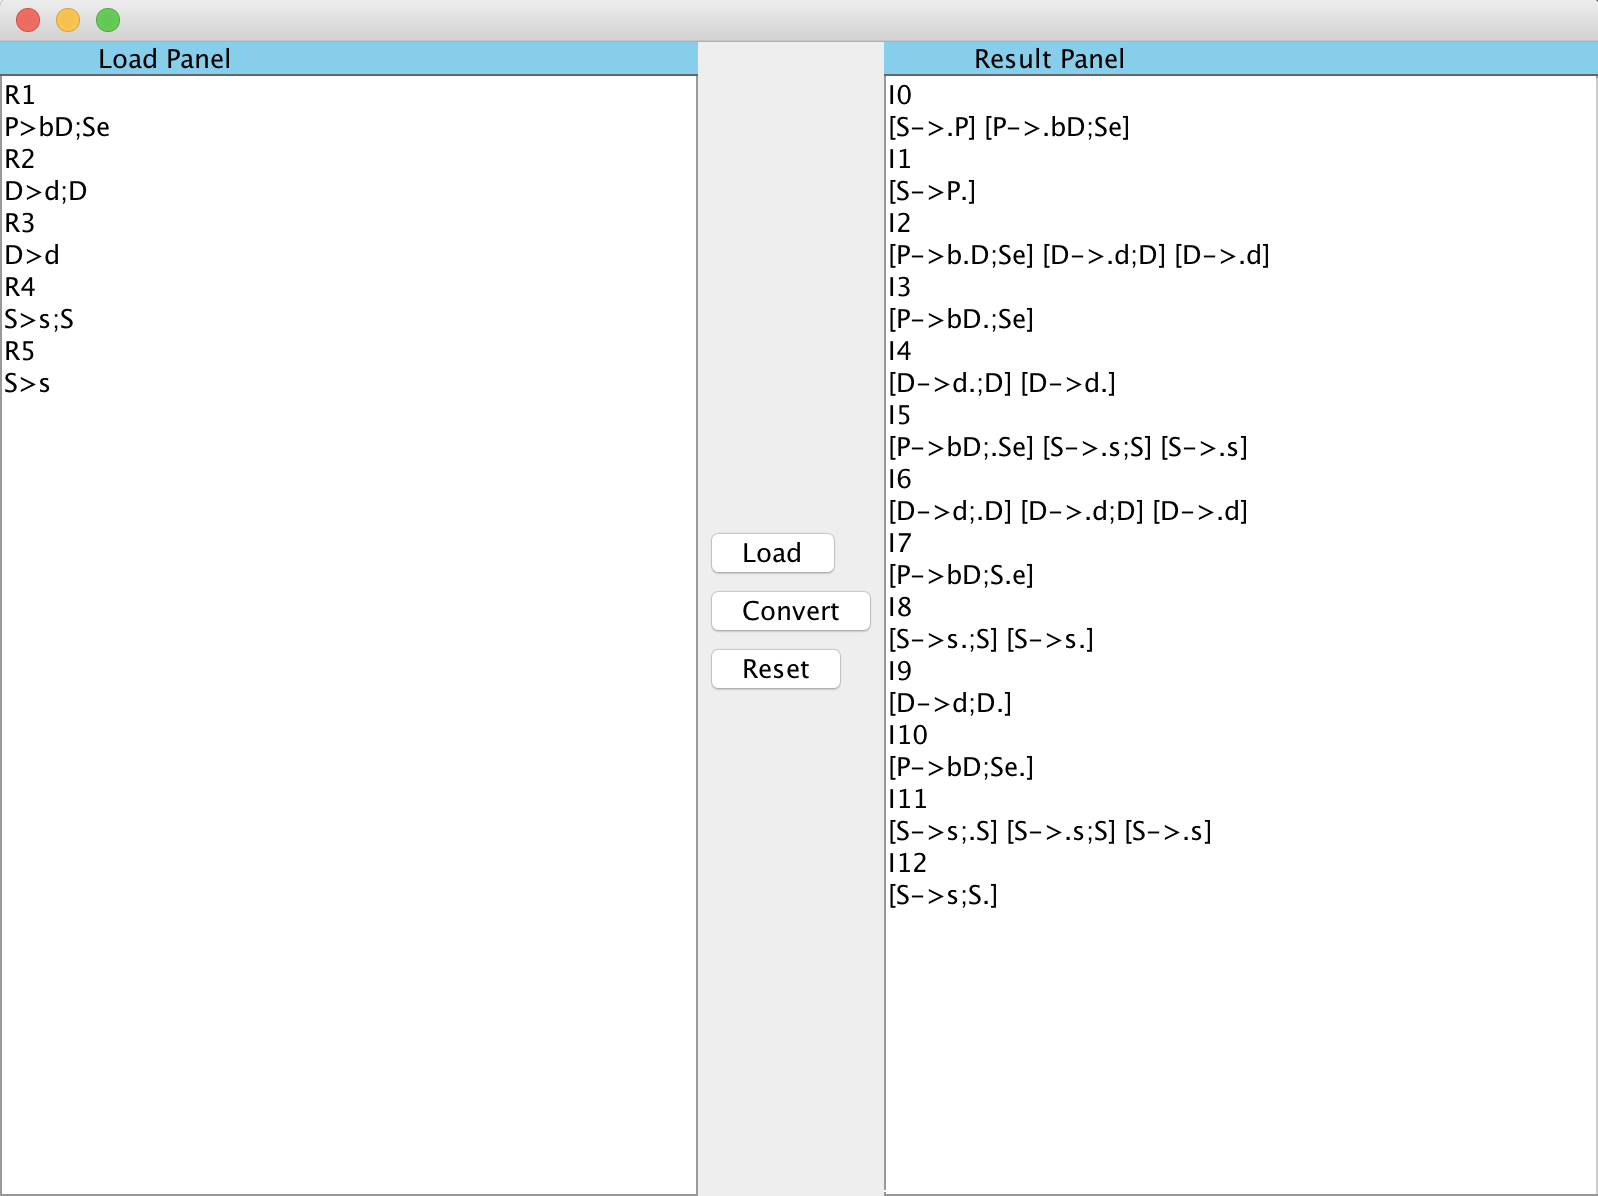 Load Panel
R1
P>bD;Se
R2
D>d;D
R3
D>d
R4
S>s;S
R5
S>s
Load
Convert
Reset
Result Panel
I0
[S->.P] [P->.bD;Se]
I1
[S->P.]
I2
[P->b.D;Se] [D->.d;D] [D->.d]
I3
[P->bD.;Se]
I4
[D->d.;D] [D->d.]
I5
[P->bD;.Se] [S->.s;S] [S->.s]
I6
[D->d;.D] [D->.d;D] [D->.d]
I7
[P->bD;S.e]
I8
[S->s.;S] [S->s.]
I9
[D->d;D.]
I10
[P->bD;Se.]
I11
[S->s;.S] [S->.s;S] [S->.s]
I12
[S->s;S.]